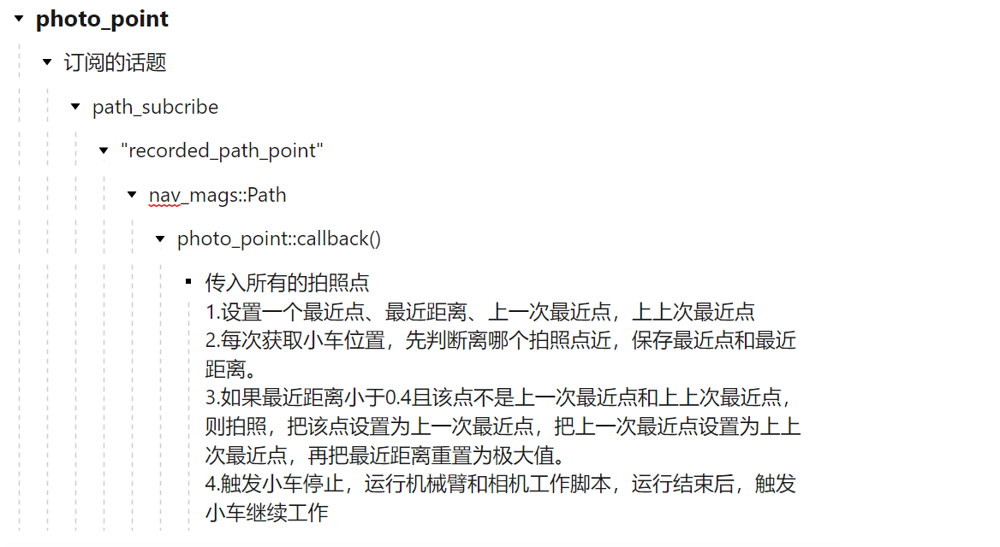 photo_point
订阅的话题
path_subcribe
"recorded_path_point"
nav_mags::Path
photo_point::callback()
传入所有的拍照点
1.设置一个最近点、最近距离、上一次最近点，上上次最近点
2.每次获取小车位置，先判断离哪个拍照点近，保存最近点和最近
距离。
3.如果最近距离小于0.4且该点不是上一次最近点和上上次最近点，
则拍照，把该点设置为上一次最近点，把上一次最近点设置为上上
次最近点，再把最近距离重置为极大值。
4.触发小车停止，运行机械臂和相机工作脚本，运行结束后，触发
小车继续工作